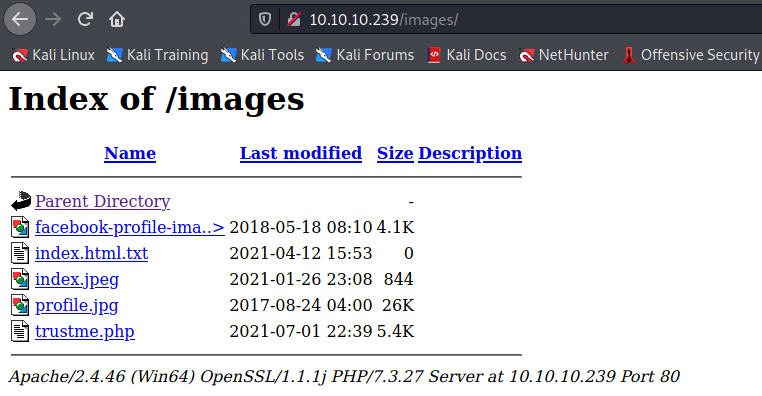 10.10.10.239/images/
Kali Linux Kali Training Kali Tools Kali Forums Kali Docs NetHunter Offensive Security
Index of /images
Name Last modified Size Description
Parent Directory -
facebook-profile-ima..> 2018-05-18 08:10 4.1K
index.html.txt 2021-04-12 15:53 0
index.jpeg 2021-01-26 23:08 844
profile.jpg 2017-08-24 04:00 26K
trustme.php 2021-07-01 22:39 5.4K
Apache/2.4.46 (Win64) OpenSSL/1.1.1j PHP/7.3.27 Server at 10.10.10.239 Port 80